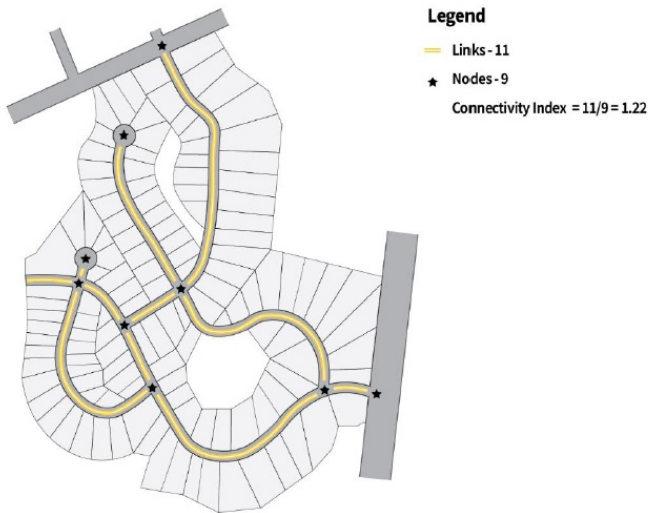 Legend
Links - 11
Nodes - 9
Connectivity Index = 11/9 = 1.22